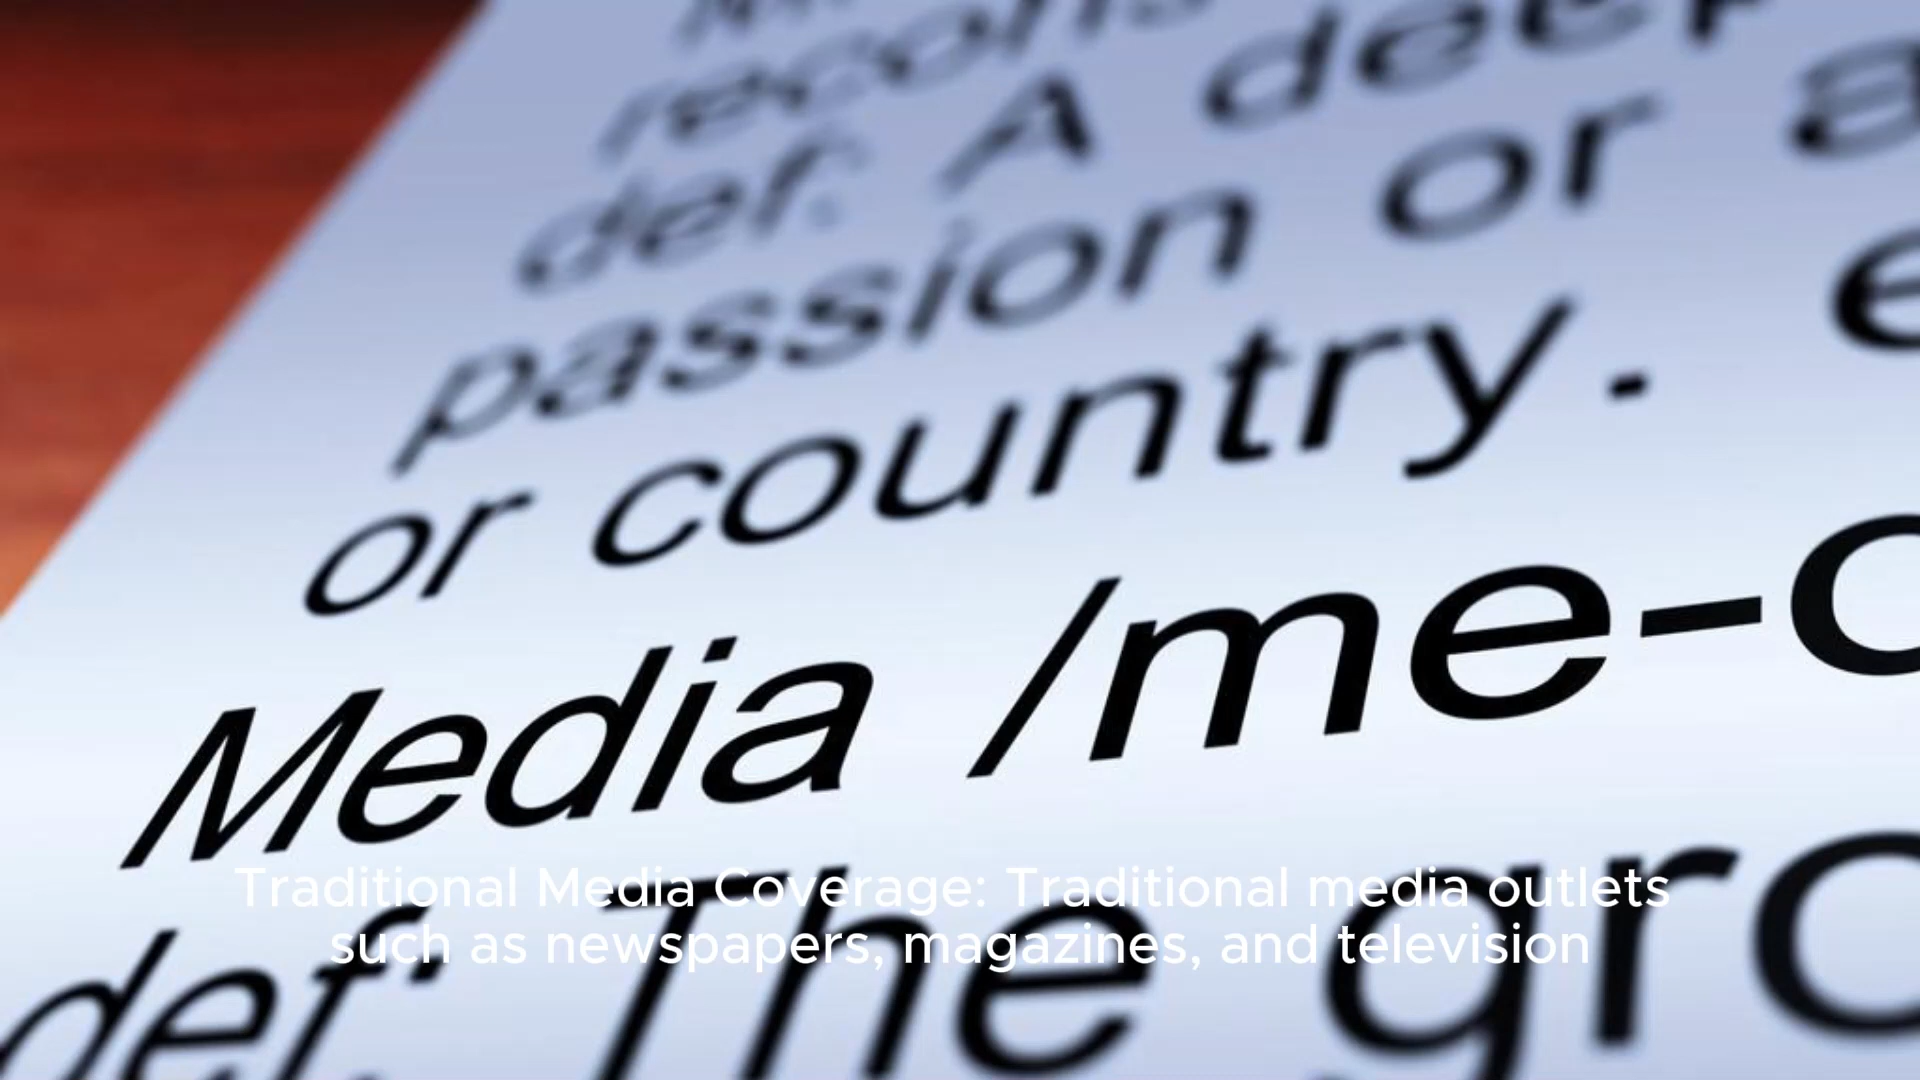 def: A
passion or
or country.
Media /me-
def: The
Traditional Media Coverage: Traditional media outlets
such as newspapers, magazines, and television